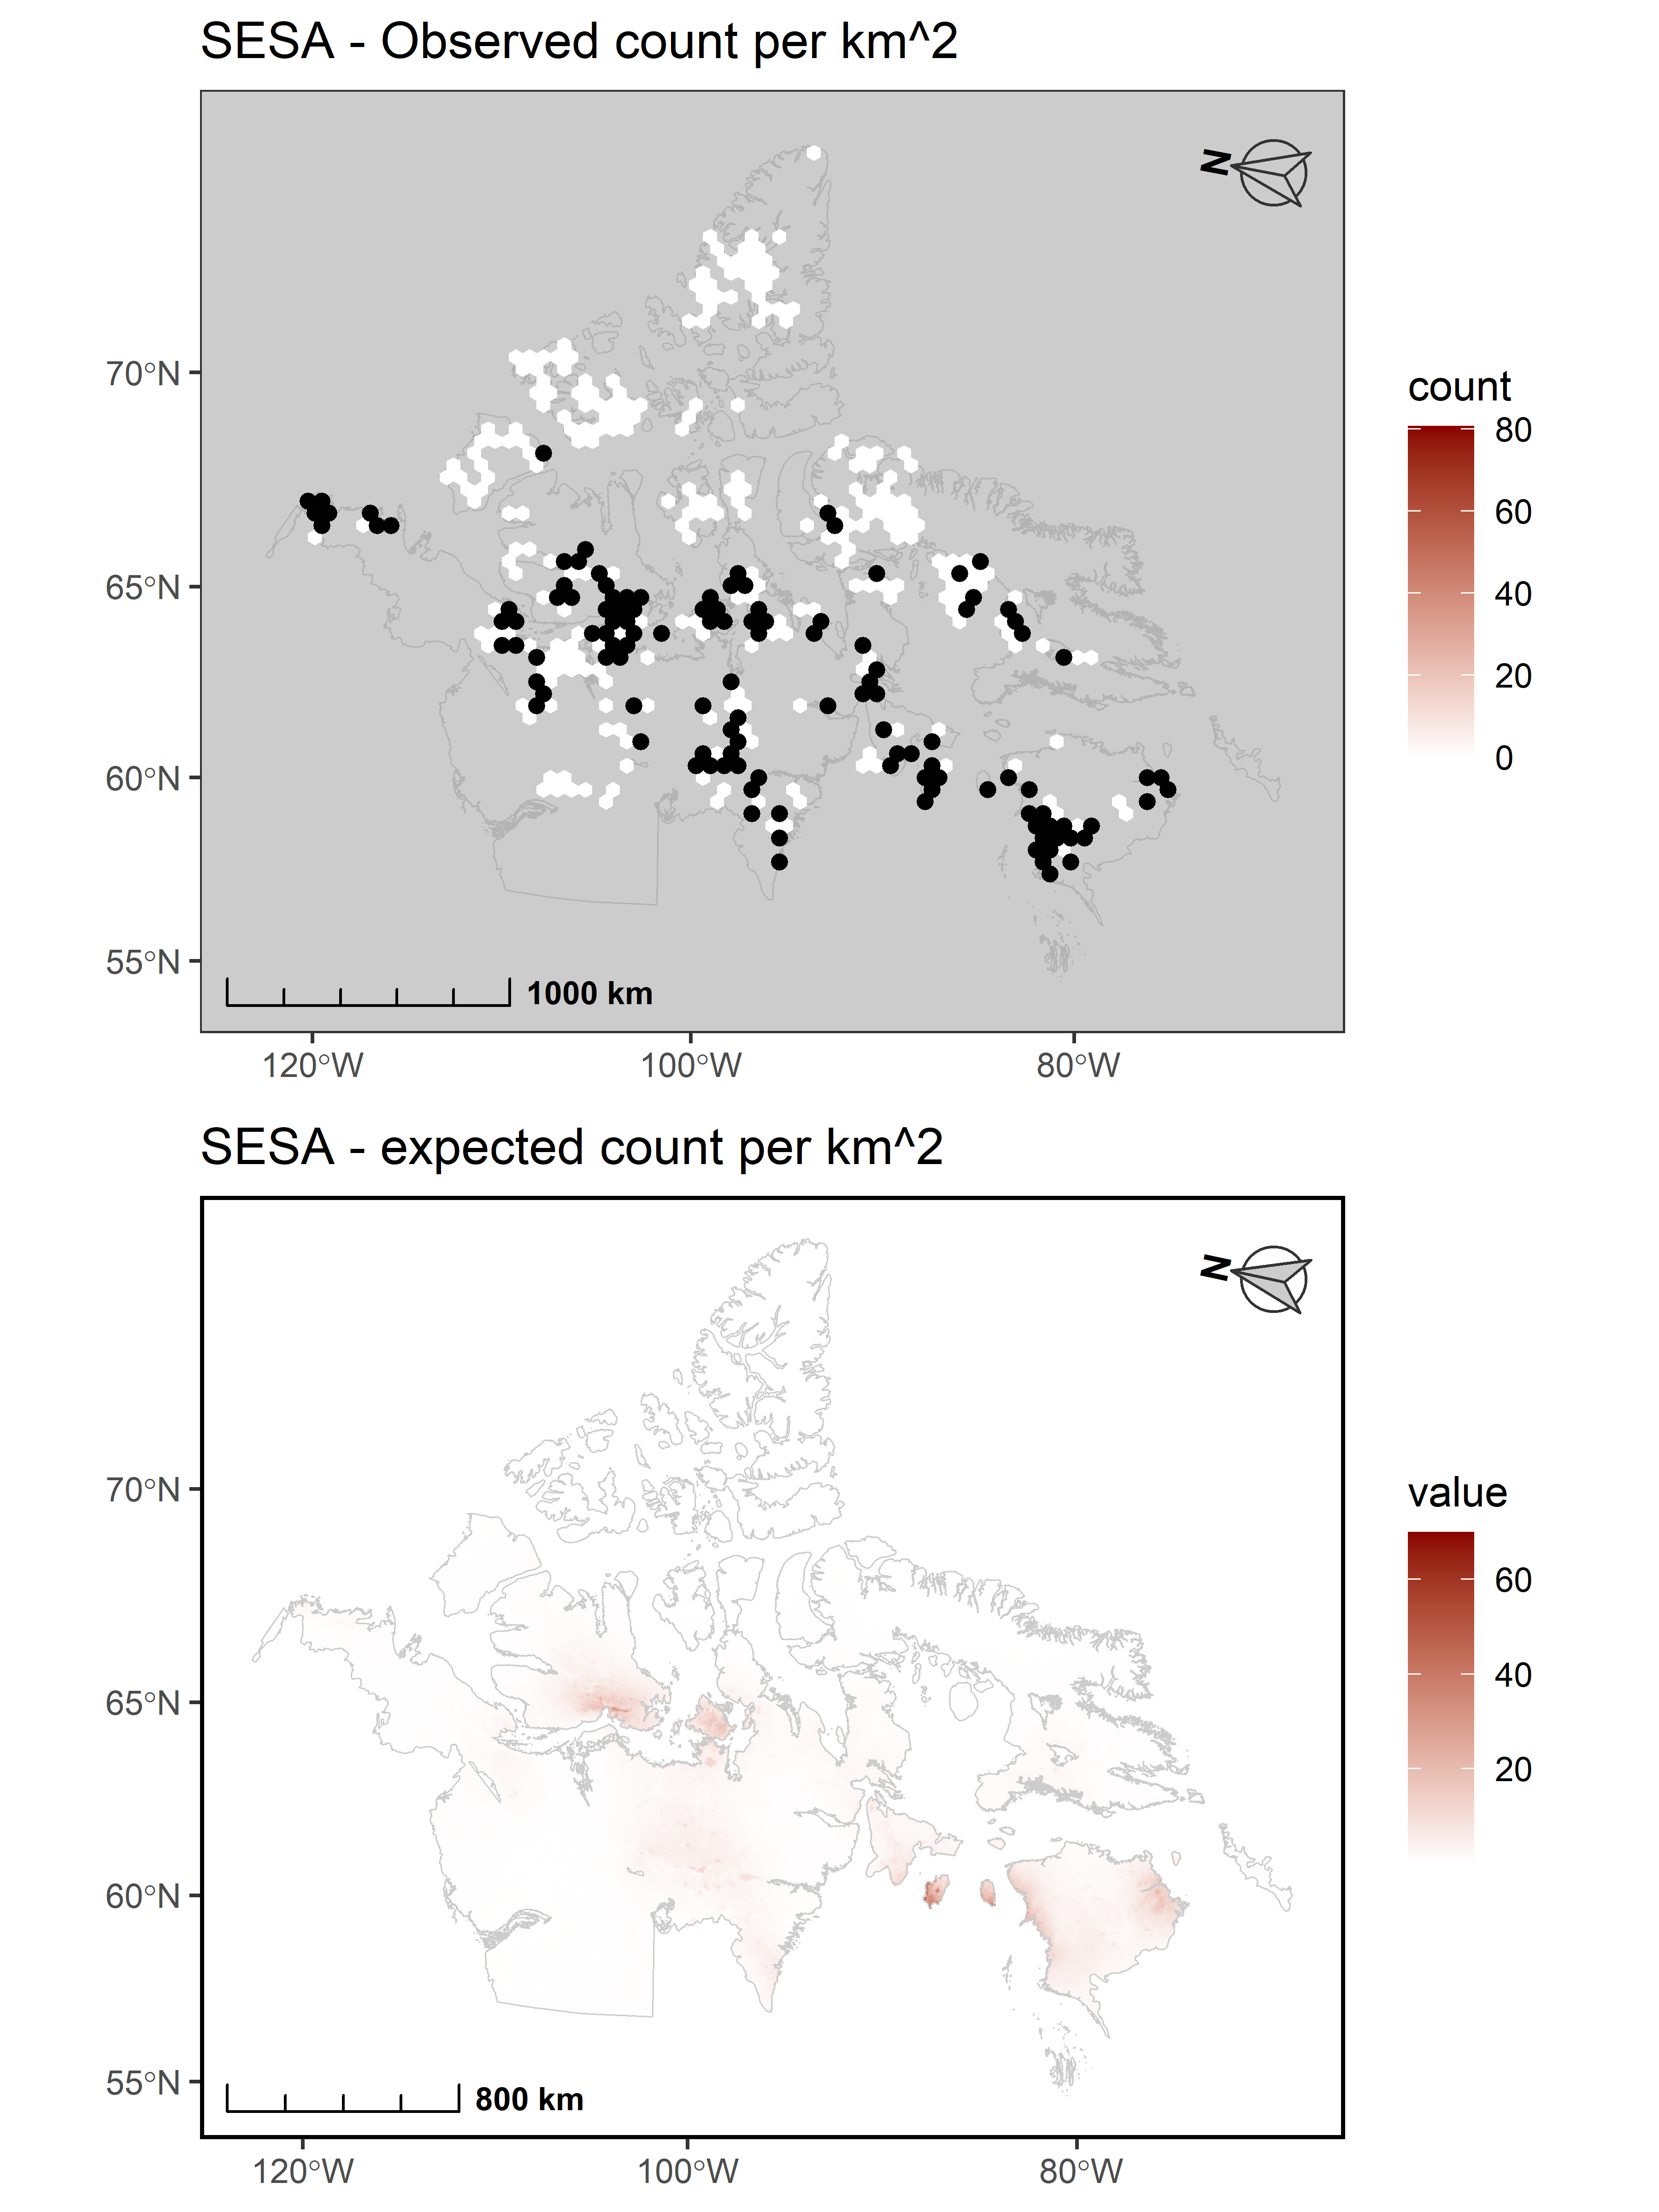 SESA - Observed count per km^2
N
70°N
65°N
60°N
55°N
1000 km
120°W 100°W 80°W
count
80
60
40
20
0
SESA - expected count per km^2
N
70°N
65°N
60°N
55°N
800 km
120°W 100°W 80°W
value
60
40
20